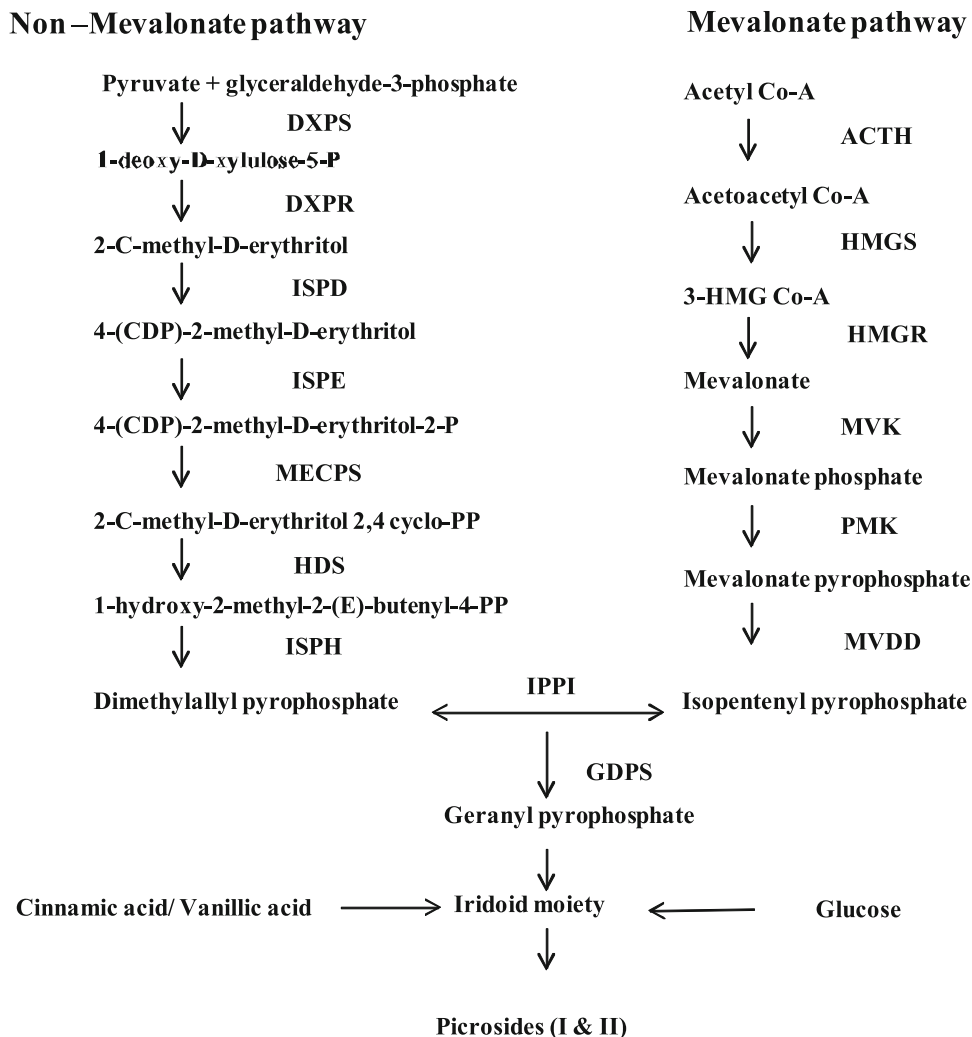 Non –Mevalonate pathway
Pyruvate + glyceraldehyde-3-phosphate
DXPS
1-deoxy-D-xylulose-5-P
DXPR
2-C-methyl-D-erythritol
ISPD
4-(CDP)-2-methyl-D-erythritol
ISPE
4-(CDP)-2-methyl-D-erythritol-2-P
MECPS
2-C-methyl-D-erythritol 2,4 cyclo-PP
HDS
1-hydroxy-2-methyl-2-(E)-butenyl-4-PP
ISPH
Dimethylallyl pyrophosphate
Mevalonate pathway
Acetyl Co-A
ACTH
Acetoacetyl Co-A
HMGS
3-HMG Co-A
HMGR
Mevalonate
MVK
Mevalonate phosphate
PMK
Mevalonate pyrophosphate
MVDD
Isopentenyl pyrophosphate
IPPI
GDPS
Geranyl pyrophosphate
Cinnamic acid/ Vanillic acid
Iridoid moiety
Glucose
Picrosides (I & II)